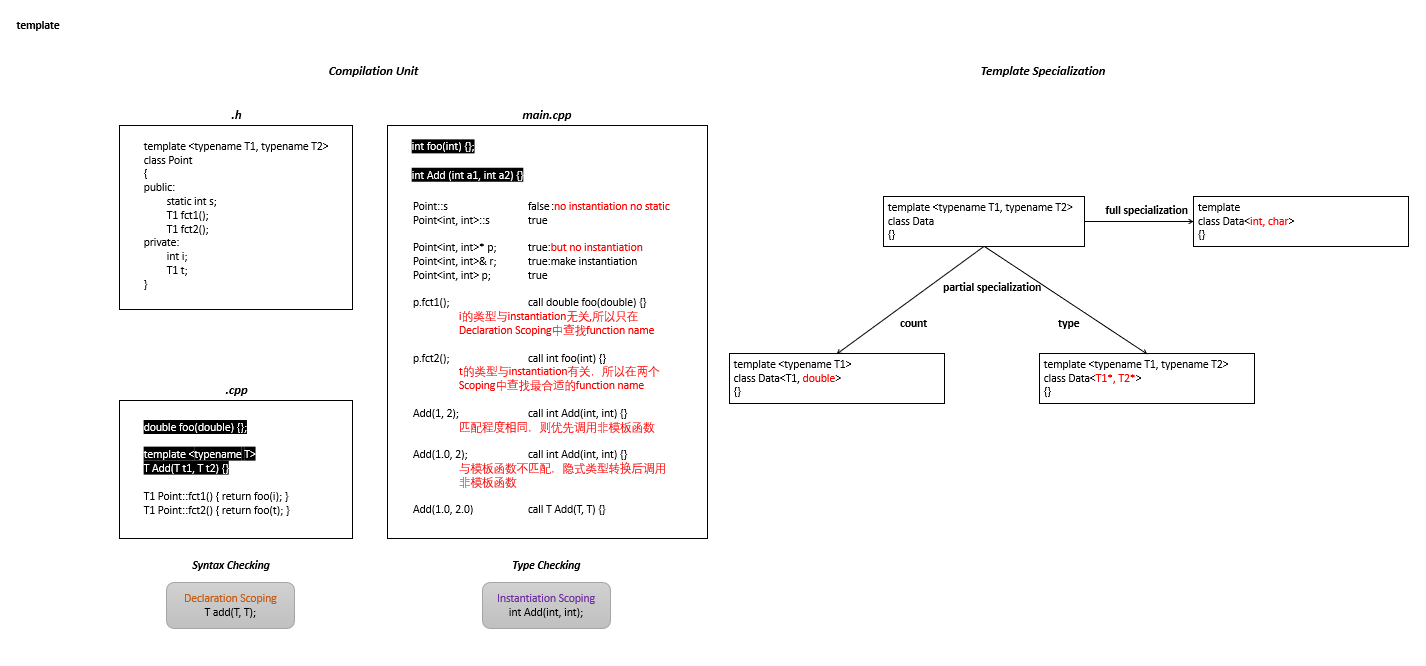 template
Compilation Unit
.h
template <typename T1, typename T2>
class Point
{
public:
static int s;
T1 fct1();
T1 fct2();
private:
int i;
T1 t;
}
.cpp
double foo(double) {};
template <typename T>
T Add(T t1, T t2) {}
T1 Point::fct1() { return foo(i); }
T1 Point::fct2() { return foo(t); }
Syntax Checking
Declaration Scoping
T add(T, T);
main.cpp
int foo(int) {};
int Add (int a1, int a2) {}
Point::s false:no instantiation no static
Point<int, int>::s true
Point<int, int>* p; true:but no instantiation
Point<int, int>& r; true:make instantiation
Point<int, int> p; true
p.fct1(); call double foo(double) {}
i的类型与instantiation无关,所以只在
Declaration Scoping中查找function name
p.fct2(); call int foo(int) {}
t的类型与instantiation有关，所以在两个
Scoping中查找最合适的function name
Add(1, 2); call int Add(int, int) {}
匹配程度相同，则优先调用非模板函数
Add(1.0, 2); call int Add(int, int) {}
与模板函数不匹配，隐式类型转换后调用
非模板函数
Add(1.0, 2.0) call T Add(T, T) {}
Type Checking
Instantiation Scoping
int Add(int, int);
Template Specialization
template <typename T1, typename T2>
class Data
{}
full specialization
template
class Data<int, char>
{}
partial specialization
count
type
template <typename T1>
class Data<T1, double>
{}
template <typename T1, typename T2>
class Data<T1*, T2*>
{}